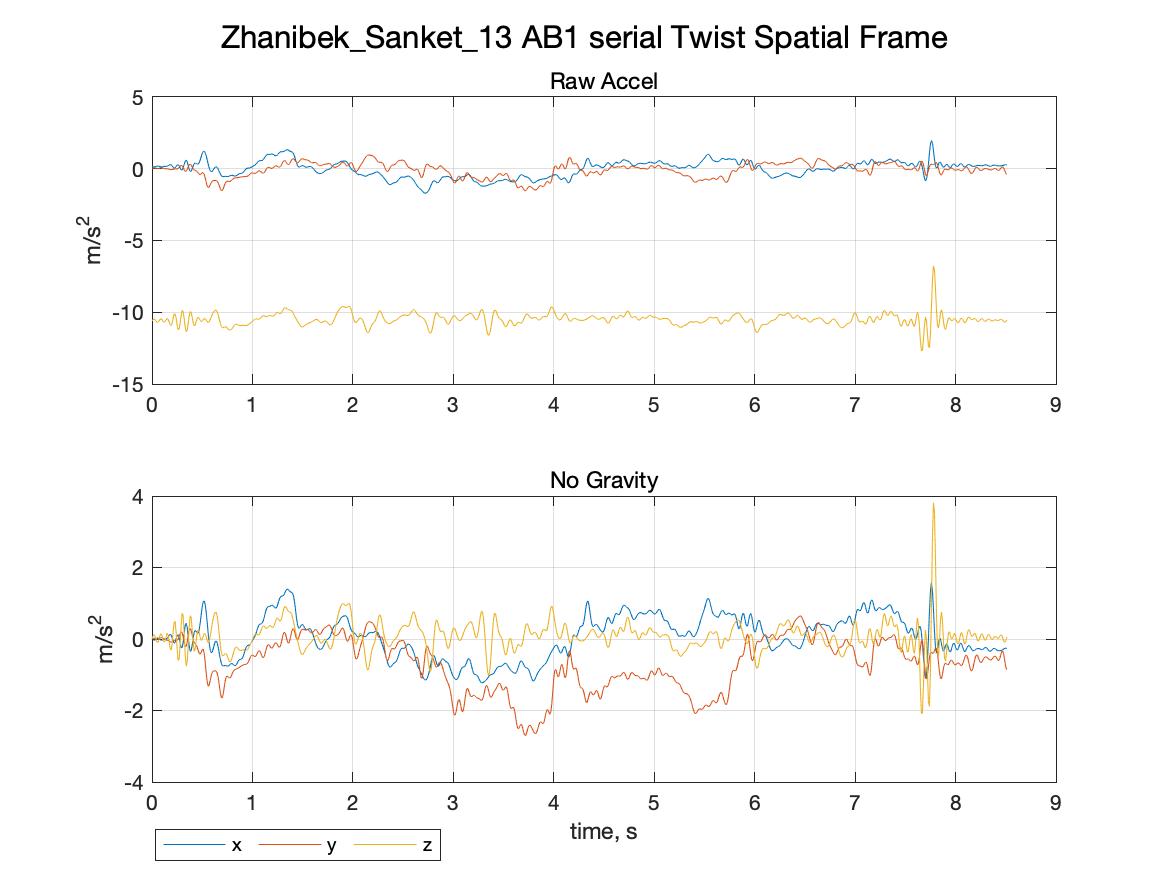 Zhanibek_Sanket_13 AB1 serial Twist Spatial Frame
Raw Accel
5
0
-5
-10
-15
m/s2
0 1 2 3 4 5 6 7 8 9
No Gravity
4
2
0
-2
-4
m/s2
0 1 2 3 4 5 6 7 8 9
time, s
x y z